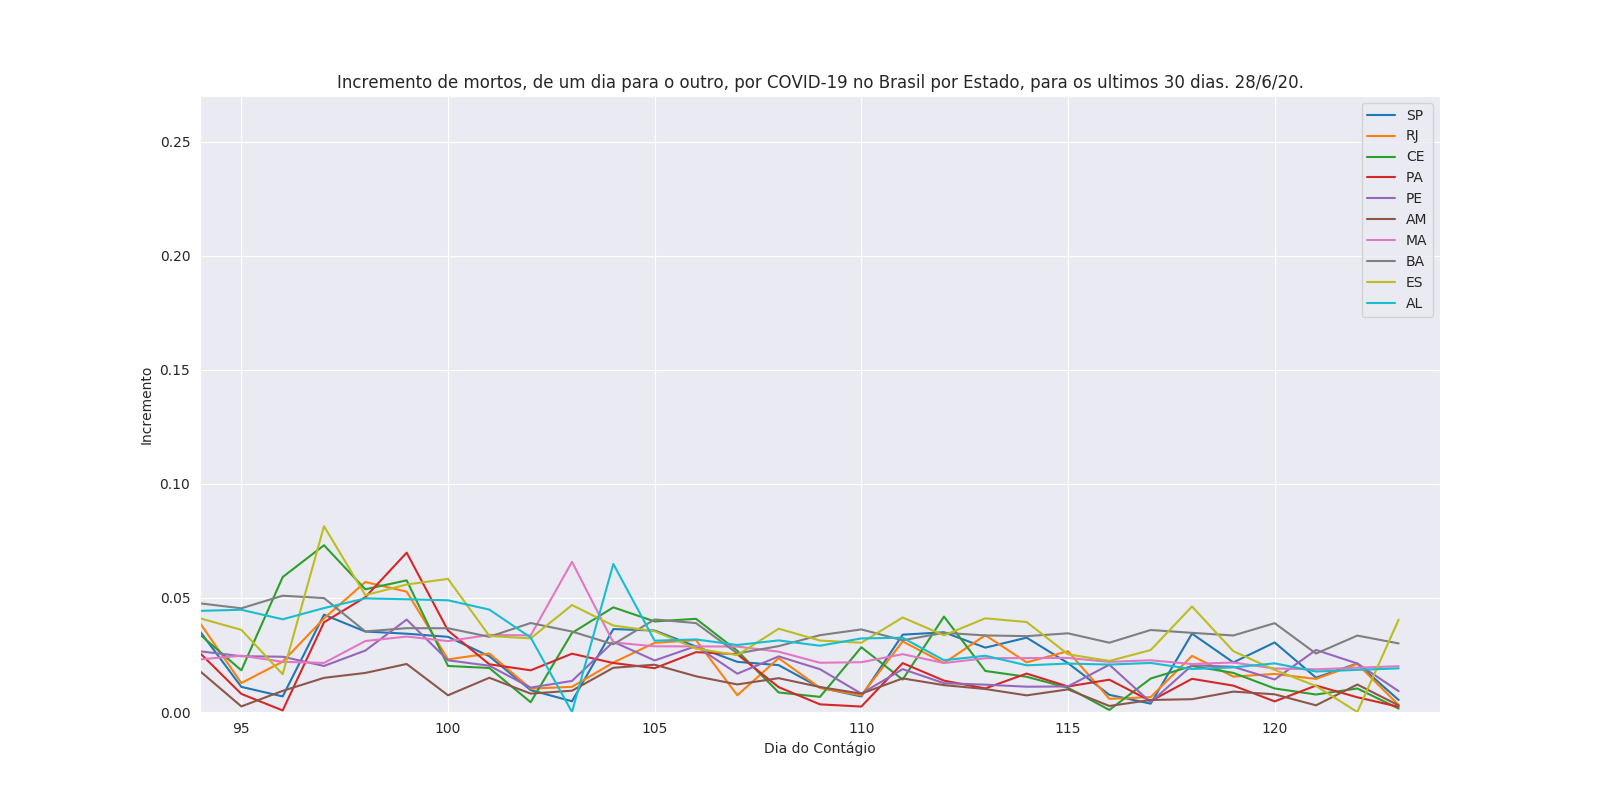 Incremento de mortos, de um dia para o outro, por COVID-19 no Brasil por Estado, para os ultimos 30 dias. 28/6/20.
SP
RJ
CE
PA
PE
AM
MA
BA
ES
AL
0.25
0.20
0.15
0.10
0.05
0.00
Incremento
95 100 105 110 115 120
Dia do Contágio